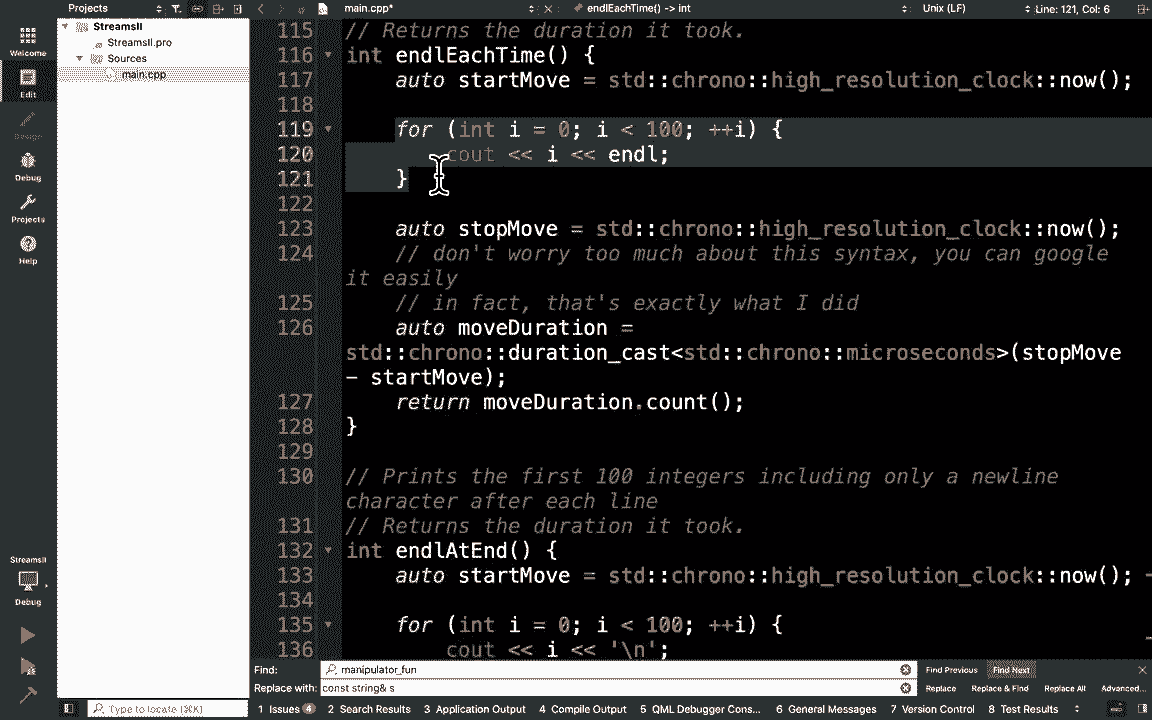 Projects
main.cpp*
endlEachTime() -> int
Unix (LF)
Line: 121, Col: 6
Welcome
Edit
Design
Debug
Projects
Help
StreamsII
Debug
StreamsII
StreamsII.pro
Sources
main.cpp
115 // Returns the duration it took.
116 int endlEachTime() {
117 auto startMove = std::chrono::high_resolution_clock::now();
118
119 for (int i = 0; i < 100; ++i) {
120 cout << i << endl;
121 }
122
123 auto stopMove = std::chrono::high_resolution_clock::now();
124 // don't worry too much about this syntax, you can google
it easily
125 // in fact, that's exactly what I did
126 auto moveDuration =
std::chrono::duration_cast<std::chrono::microseconds>(stopMove
- startMove);
127 return moveDuration.count();
128 }
129
130 // Prints the first 100 integers including only a newline
character after each line
131 // Returns the duration it took.
132 int endlAtEnd() {
133 auto startMove = std::chrono::high_resolution_clock::now();
134
135 for (int i = 0; i < 100; ++i) {
136 cout << i << '\n';
Find: manipulator_fun
Find Previous Find Next
Replace with: const string& s
Replace Replace & Find Replace All Advanced...
Type to locate (⌘K)
1 Issues 4 2 Search Results 3 Application Output 4 Compile Output 5 QML Debugger Cons... 6 General Messages 7 Version Control 8 Test Results